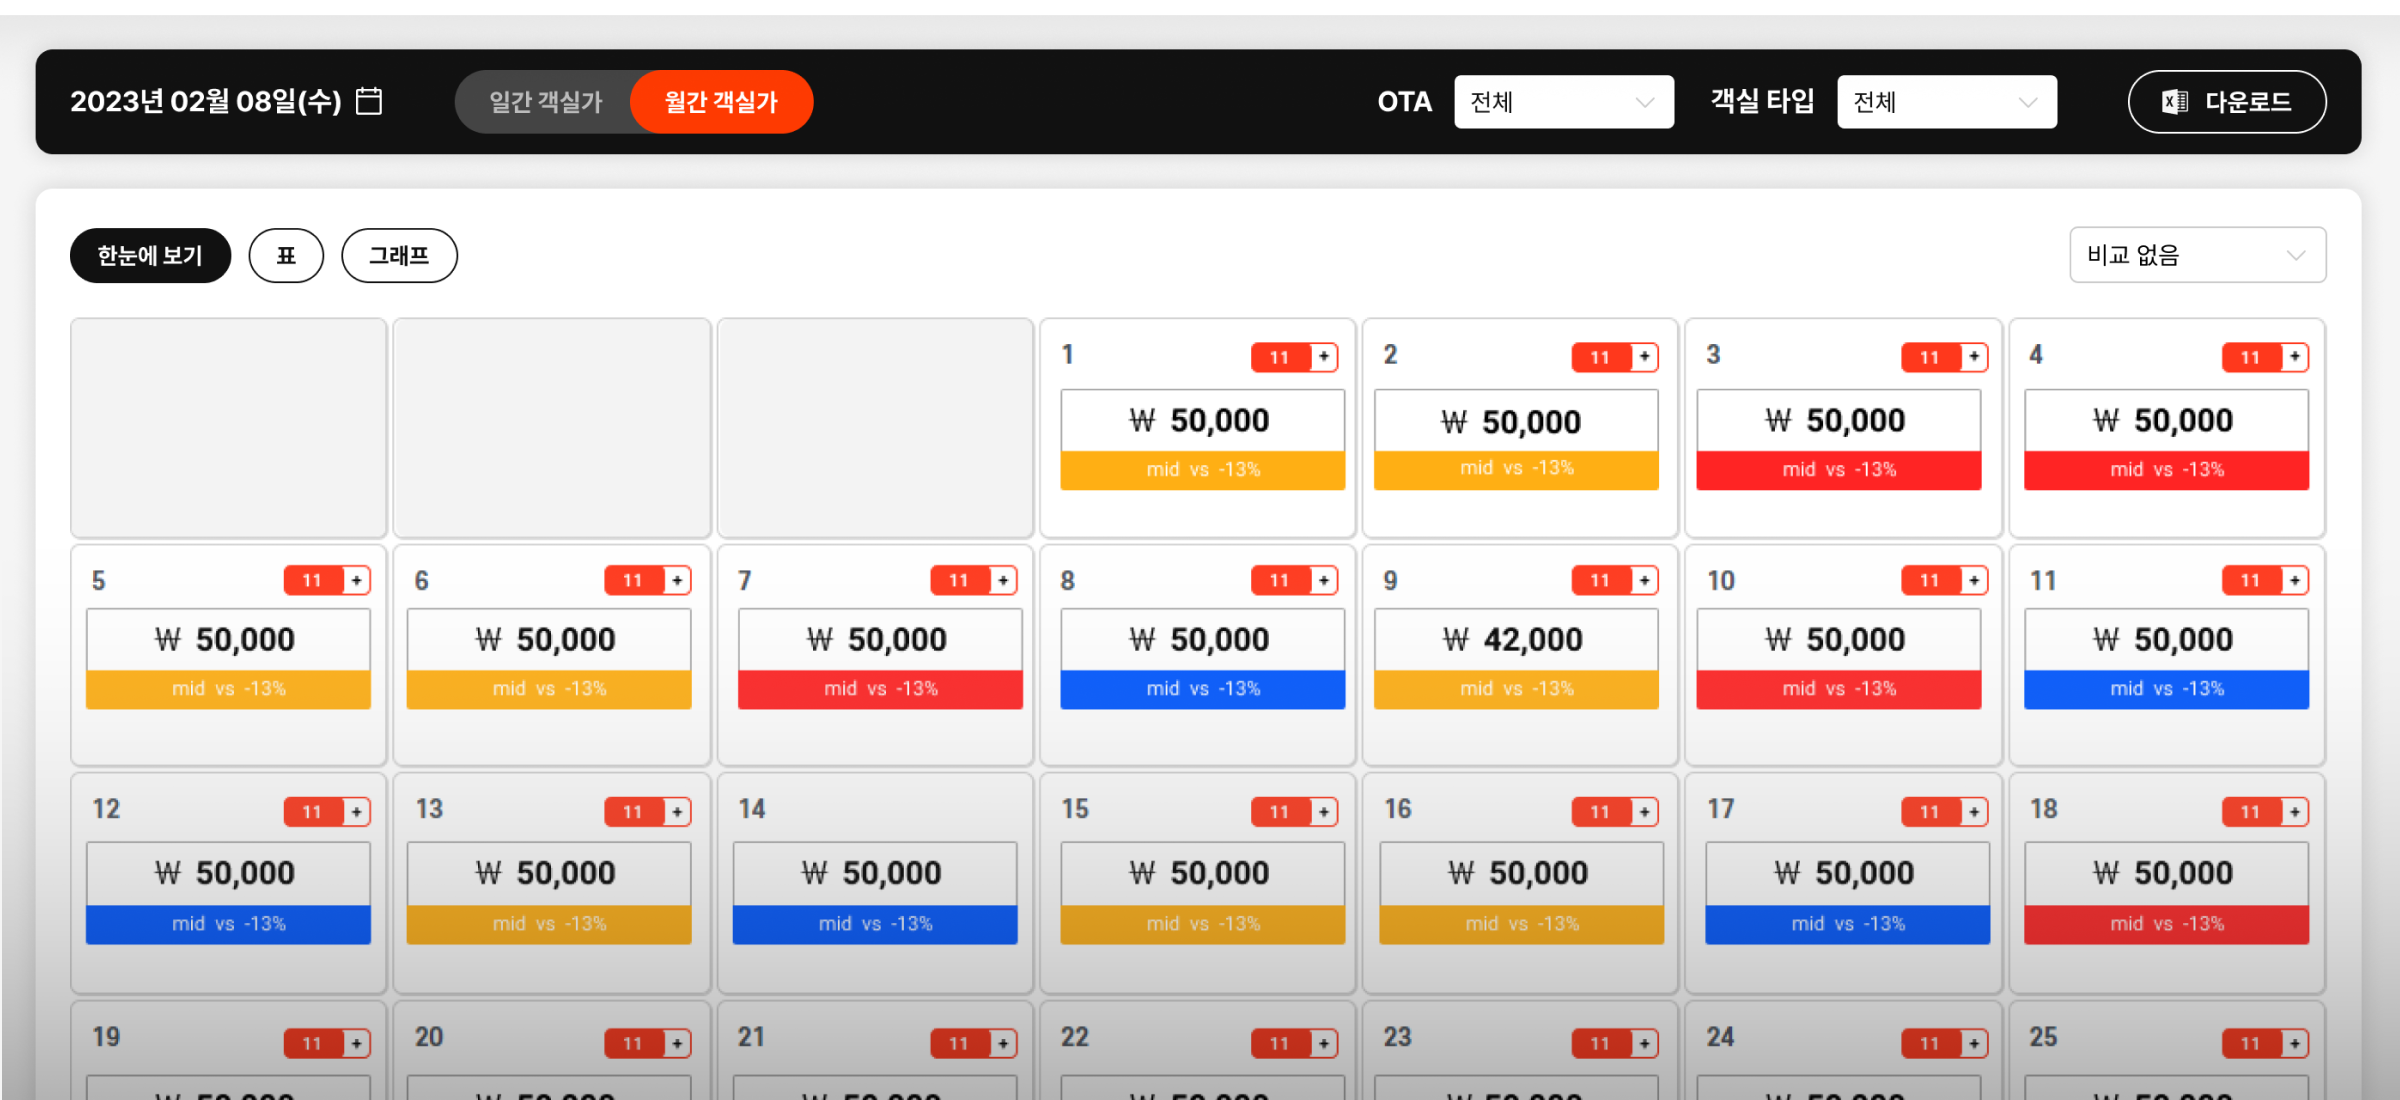 2023년 02월 08일(수) 일간 객실가 월간 객실가 OTA 전체 객실 타입 전체 다운로드
한눈에 보기 표 그래프 비교 없음
1 11 + 2 11 + 3 11 + 4 11 +
₩ 50,000 ₩ 50,000 ₩ 50,000 ₩ 50,000
mid vs -13% mid vs -13% mid vs -13% mid vs -13%
5 11 + 6 11 + 7 11 + 8 11 + 9 11 + 10 11 + 11 11 +
₩ 50,000 ₩ 50,000 ₩ 50,000 ₩ 50,000 ₩ 42,000 ₩ 50,000 ₩ 50,000
mid vs -13% mid vs -13% mid vs -13% mid vs -13% mid vs -13% mid vs -13% mid vs -13%
12 11 + 13 11 + 14 15 11 + 16 11 + 17 11 + 18 11 +
₩ 50,000 ₩ 50,000 ₩ 50,000 ₩ 50,000 ₩ 50,000 ₩ 50,000 ₩ 50,000
mid vs -13% mid vs -13% mid vs -13% mid vs -13% mid vs -13% mid vs -13% mid vs -13%
19 11 + 20 11 + 21 11 + 22 11 + 23 11 + 24 11 + 25 11 +